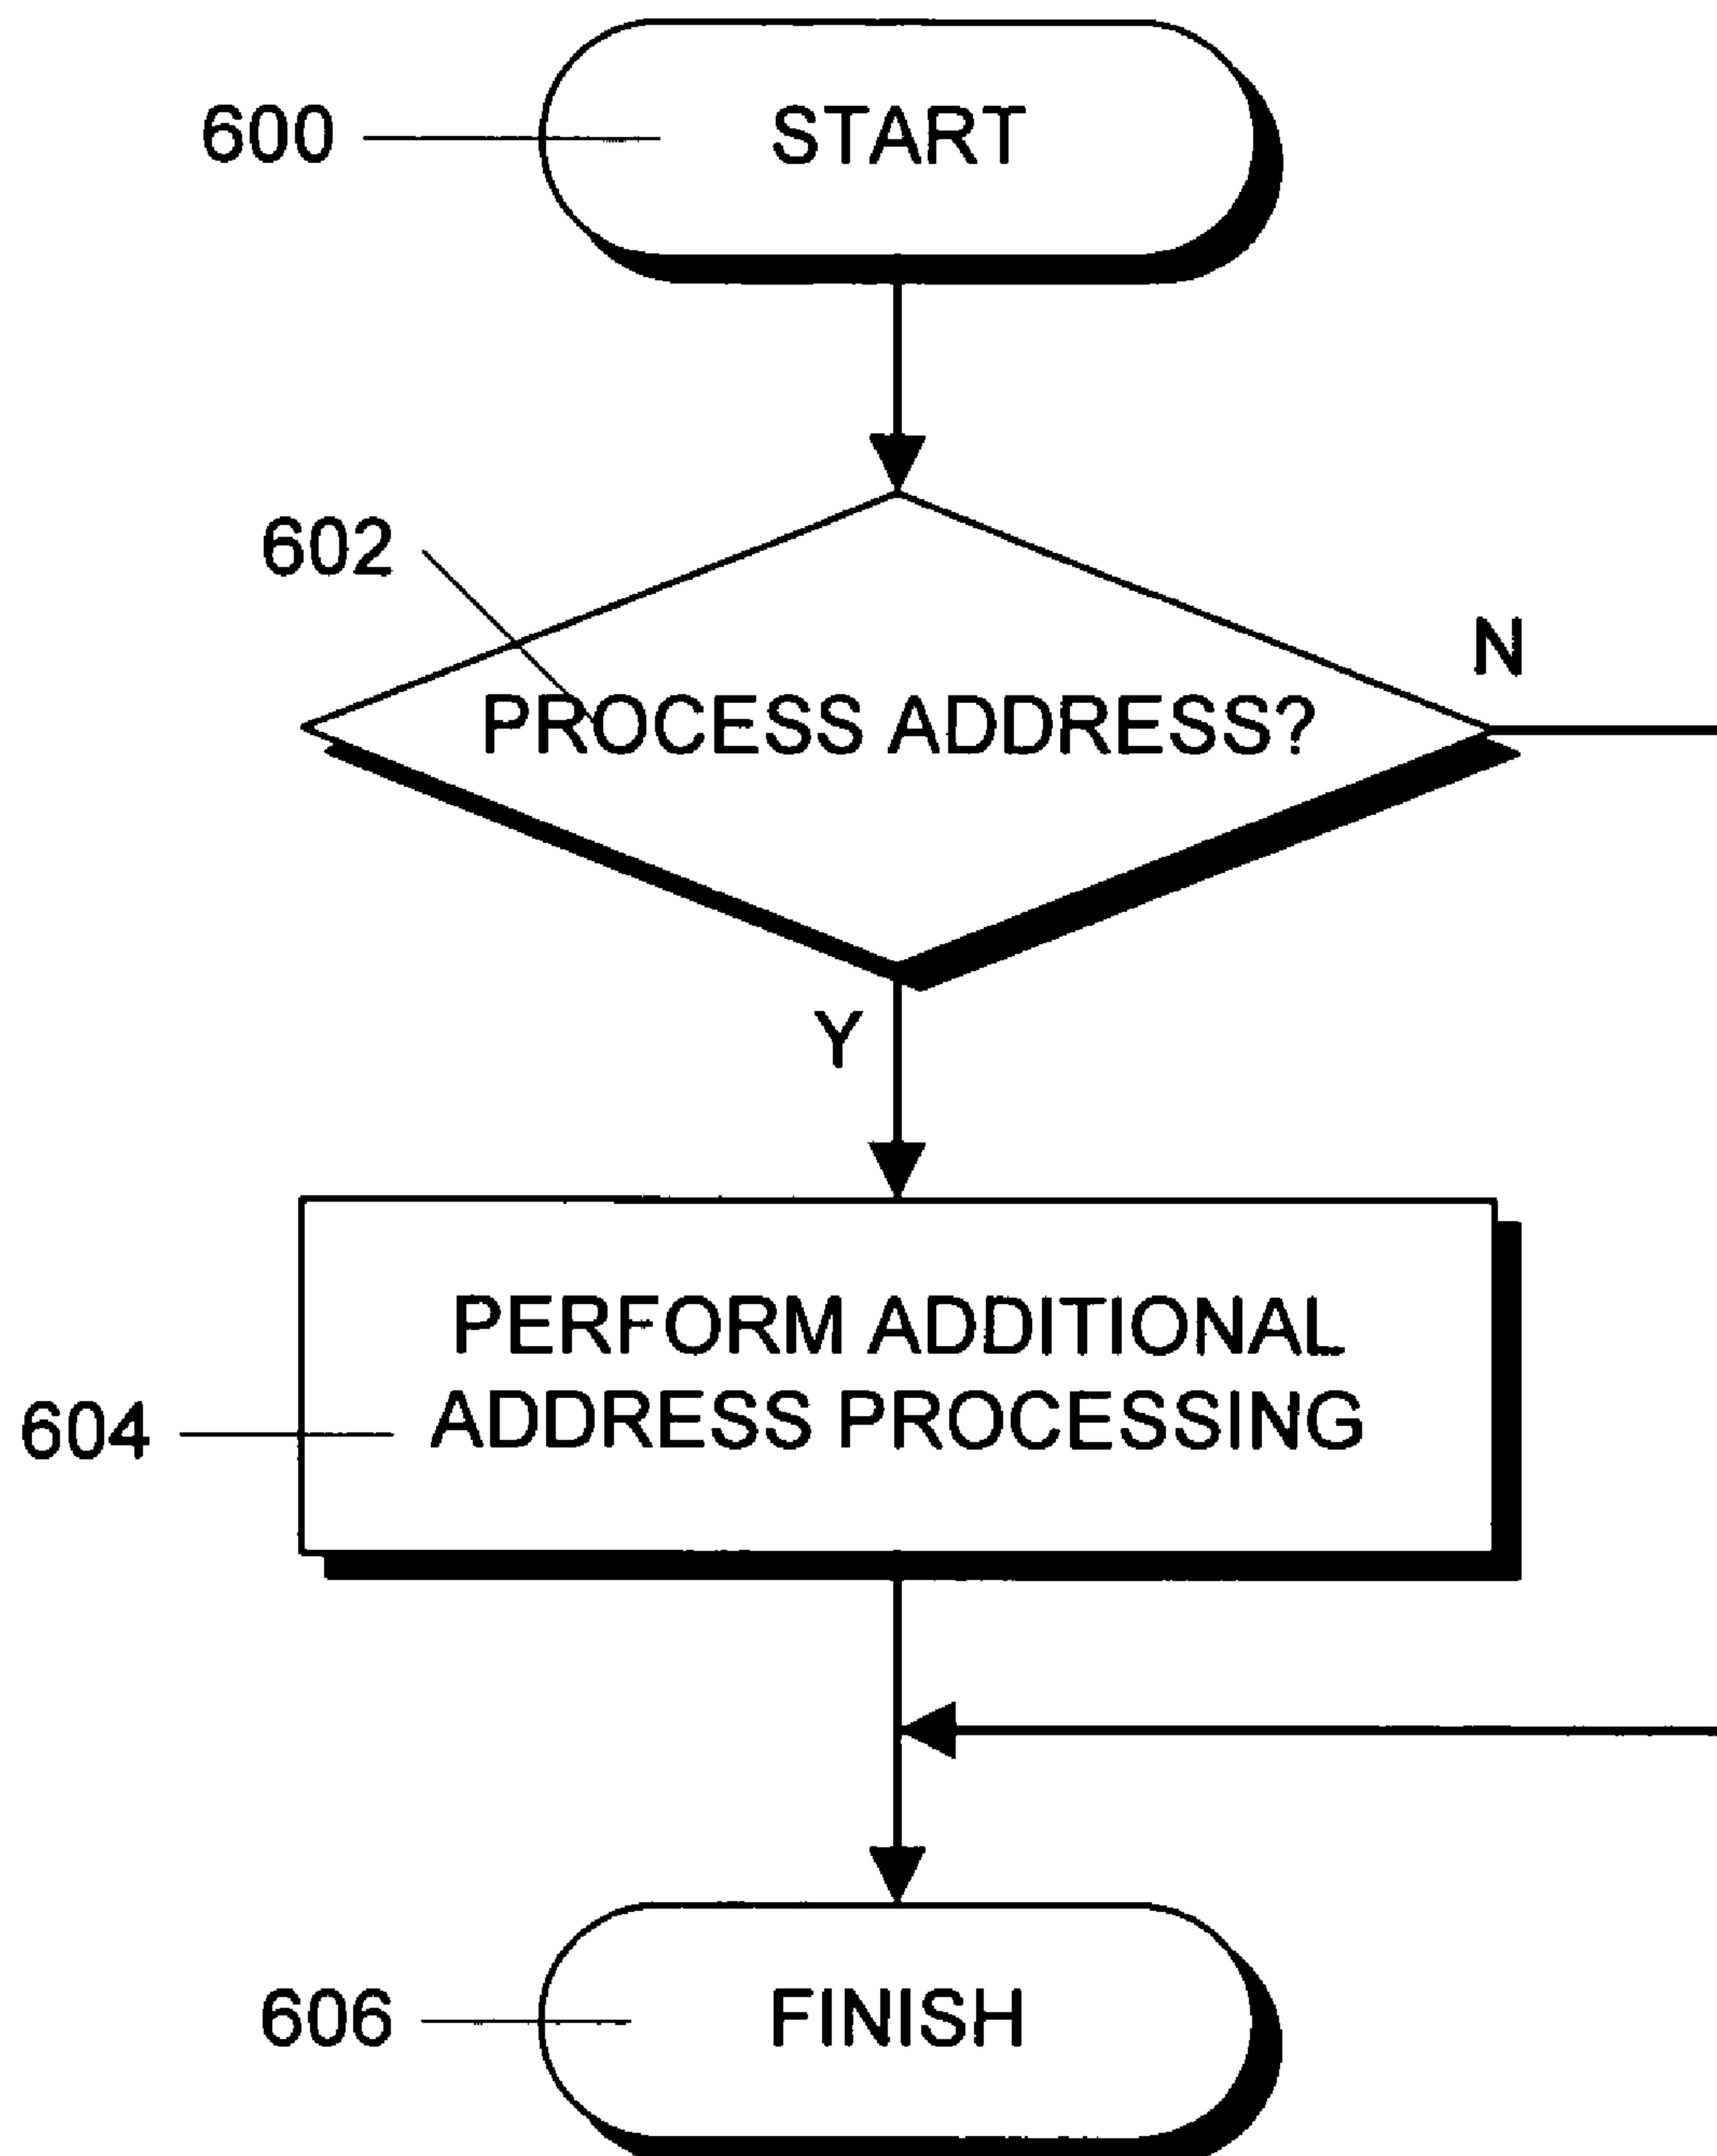 600
START
602
N
PROCESS ADDRESS?
Y
PERFORM ADDITIONAL
ADDRESS PROCESSING
604
606
FINISH